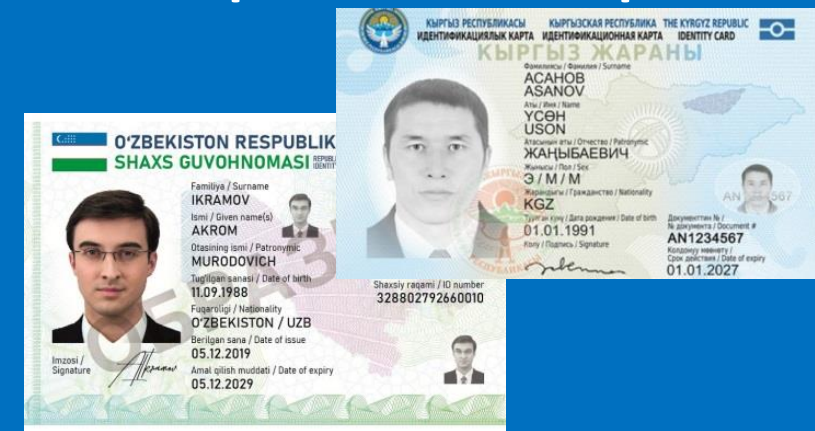 КЫРГЫЗ РЕСПУБЛИКАСЫ КЫРГЫЗСКАЯ РЕСПУБЛИКА THE KYRGYZ REPUBLIC
ИДЕНТИФИКАЦИЯЛЫК КАРТА ИДЕНТИФИКАЦИОННАЯ КАРТА IDENTITY CARD
КЫРГЫЗ ЖАРАНЫ
Фамилиясы / Фамилия / Surname
АСАНОВ
ASANOV
Аты / Имя / Name
ҮСӨН
USON
Атасынын аты / Отчество / Patronymic
ЖАҢЫБАЕВИЧ
Жынысы / Пол / Sex
Э / М / M
Жарандыгы / Гражданство / Nationality
KGZ
Туулган күнү / Дата рождения / Date of birth
01.01.1991
Колу / Подпись / Signature
Документтин № /
№ документа / Document #
AN1234567
Колдонуу мөөнөтү /
Срок действия / Date of expiry
01.01.2027
O‘ZBEKISTON RESPUBLIK
SHAXS GUVOHNOMASI
Familiya / Surname
IKRAMOV
Ismi / Given name(s)
AKROM
Otasining ismi / Patronymic
MURODOVICH
Tug‘ilgan sanasi / Date of birth
11.09.1988
Fuqaroligi / Nationality
O‘ZBEKISTON / UZB
Berilgan sana / Date of issue
05.12.2019
Amal qilish muddati / Date of expiry
05.12.2029
Shaxsiy raqami / ID number
328802792660010
Imzosi /
Signature